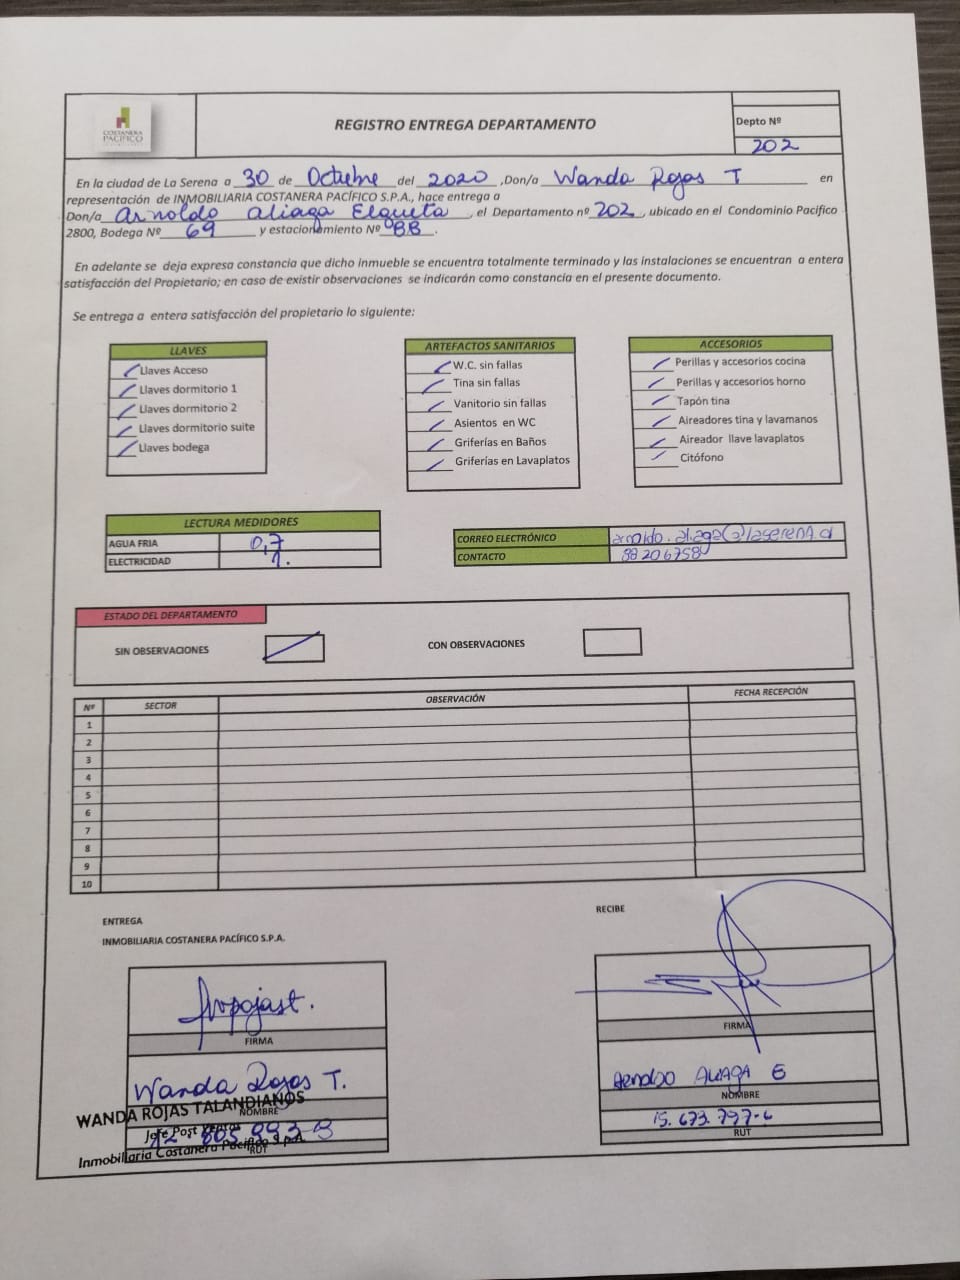 COSTANERA
PACÍFICO
REGISTRO ENTREGA DEPARTAMENTO
Depto Nº
202
En la ciudad de La Serena a 30 de Octubre del 2020 ,Don/a Wanda Rojas T en
representación de INMOBILIARIA COSTANERA PACÍFICO S.P.A., hace entrega a
Don/a Arnoldo Aliaga Elgueta , el Departamento nº 202 , ubicado en el Condominio Pacifico
2800, Bodega Nº 69 y estacionamiento Nº 88 .
En adelante se deja expresa constancia que dicho inmueble se encuentra totalmente terminado y las instalaciones se encuentran a entera
satisfacción del Propietario; en caso de existir observaciones se indicarán como constancia en el presente documento.
Se entrega a entera satisfacción del propietario lo siguiente:
LLAVES
Llaves Acceso
Llaves dormitorio 1
Llaves dormitorio 2
Llaves dormitorio suite
Llaves bodega
ARTEFACTOS SANITARIOS
W.C. sin fallas
Tina sin fallas
Vanitorio sin fallas
Asientos en WC
Griferías en Baños
Griferías en Lavaplatos
ACCESORIOS
Perillas y accesorios cocina
Perillas y accesorios horno
Tapón tina
Aireadores tina y lavamanos
Aireador llave lavaplatos
Citófono
LECTURA MEDIDORES
AGUA FRIA 0,7
ELECTRICIDAD 1.
CORREO ELECTRÓNICO arnoldo.aliaga@laserena.cl
CONTACTO 88206758
ESTADO DEL DEPARTAMENTO
SIN OBSERVACIONES
CON OBSERVACIONES
Nº SECTOR OBSERVACIÓN FECHA RECEPCIÓN
1
2
3
4
5
6
7
8
9
10
ENTREGA
INMOBILIARIA COSTANERA PACÍFICO S.P.A.
FIRMA
Wanda Rojas T.
WANDA ROJAS TALANDIANOS
NOMBRE
Jefe Post Ventas
Inmobiliaria Costanera Pacífico S.p.A.
RUT
RECIBE
FIRMA
Arnoldo ALIAGA E
NOMBRE
15.673.797-6
RUT